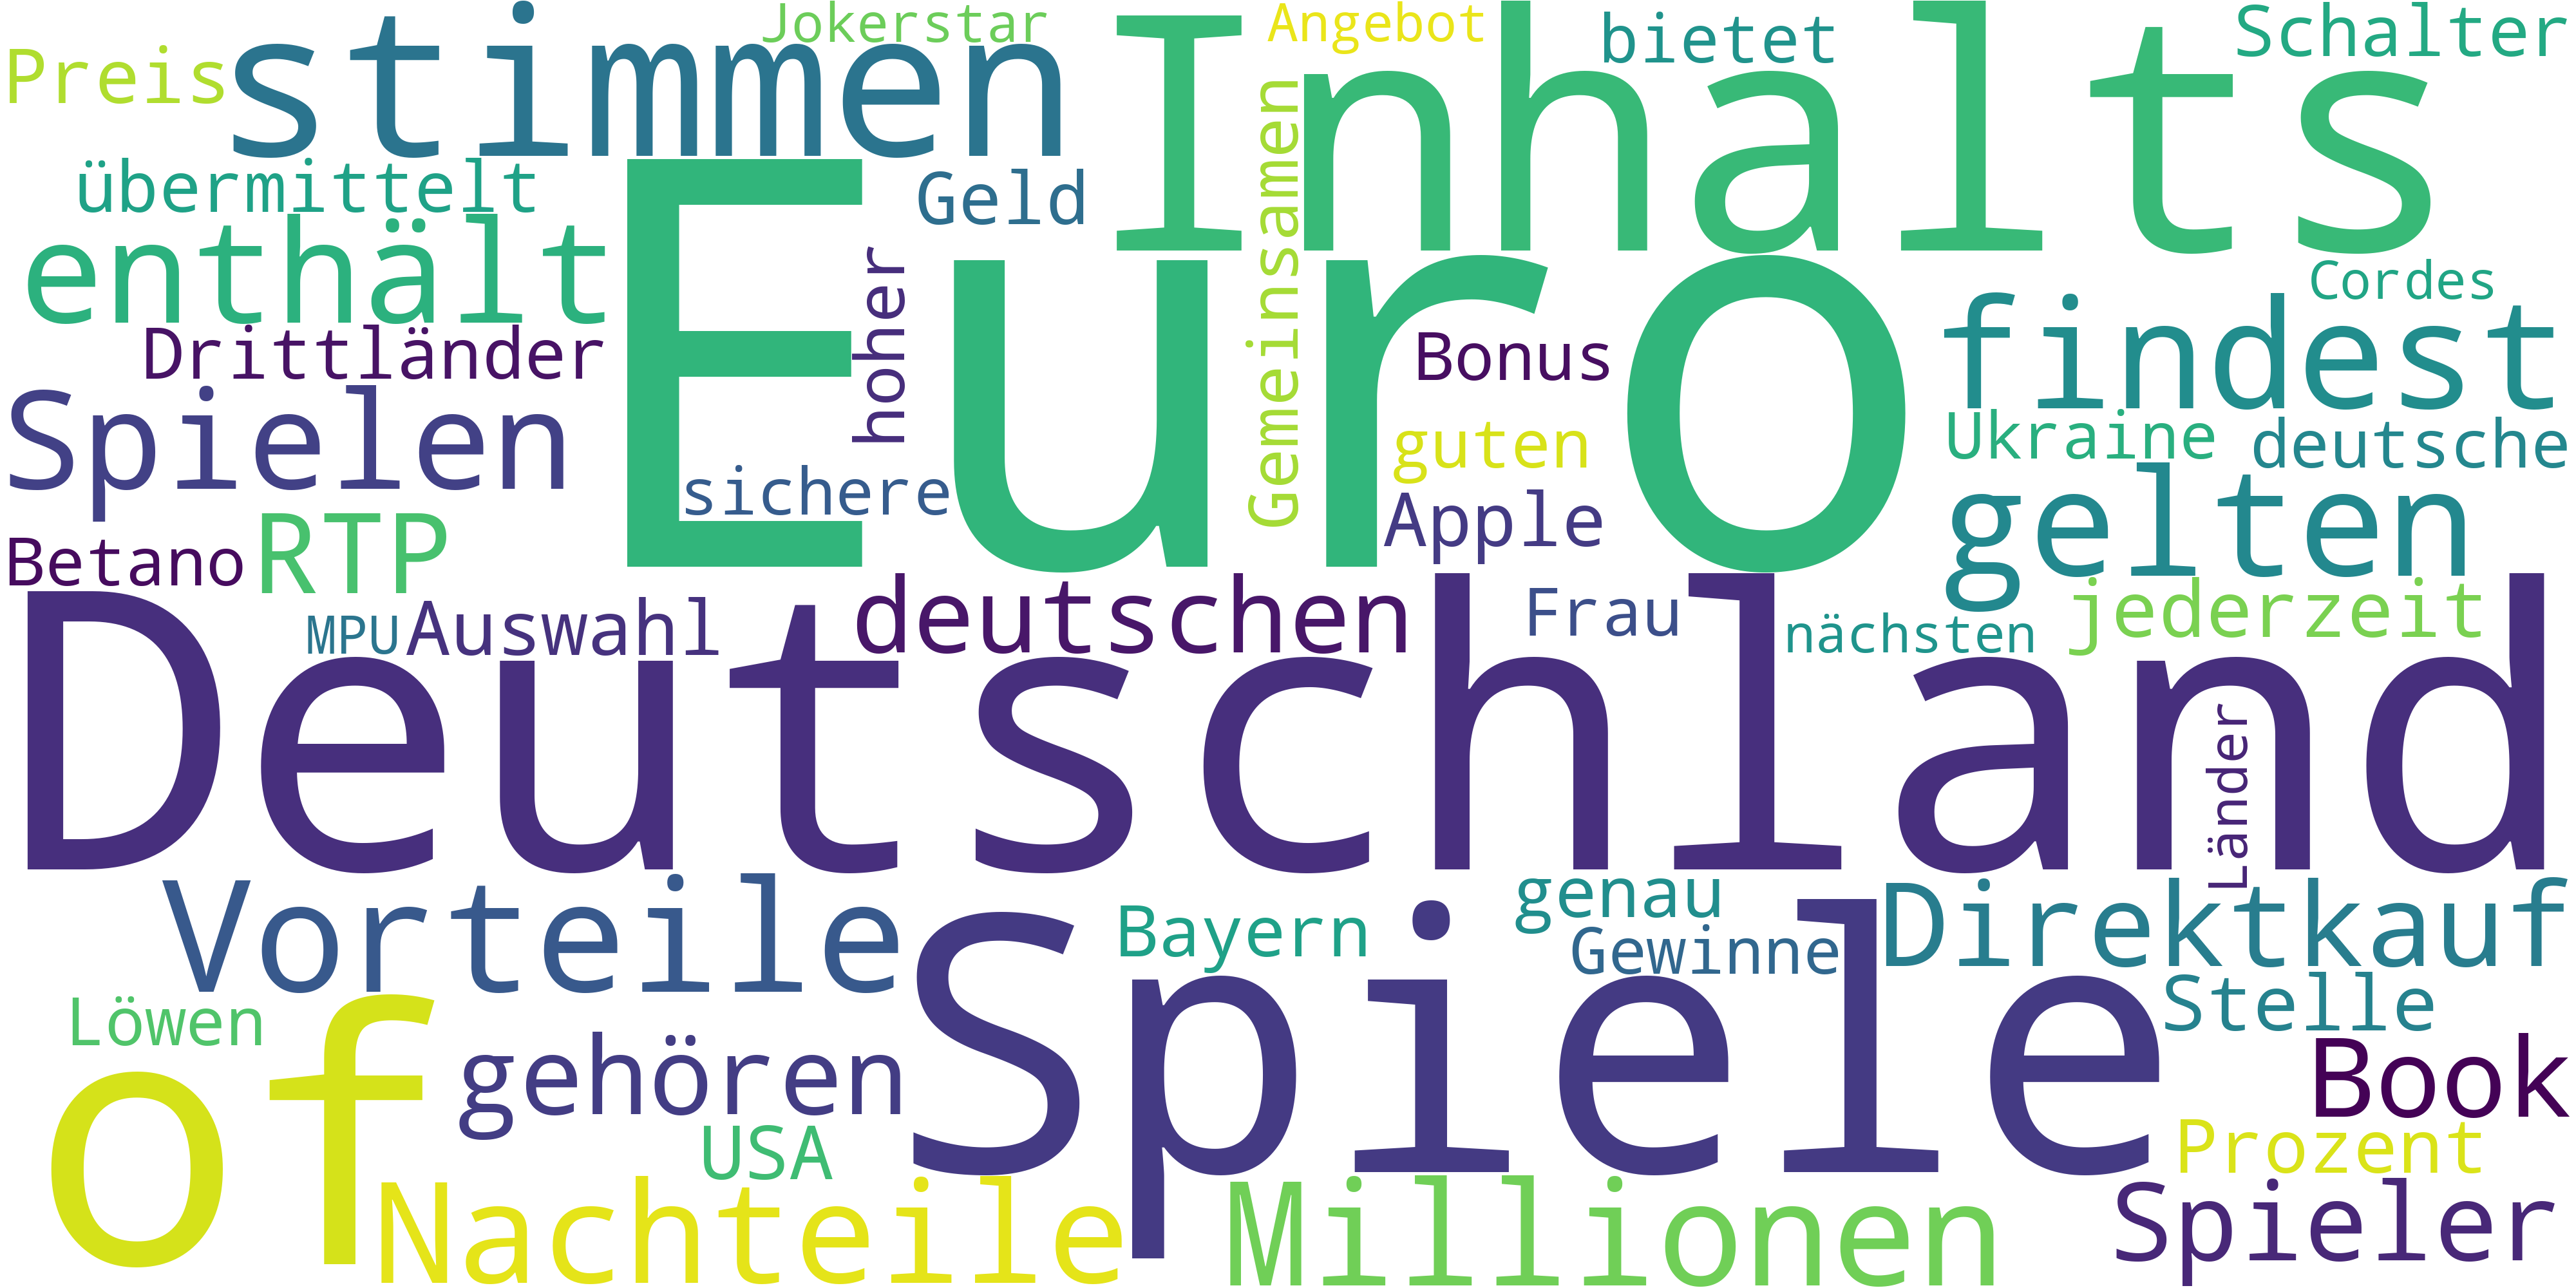 Preis
stimmen
Jokerstar
Inhalts
Angebot
bietet
Schalter
übermittelt
Geld
Gemeinsamen
enthält
Euro
hoher
Cordes
findest
Drittländer
Bonus
Spielen
guten
Ukraine
deutsche
sichere
Apple
gelten
RTP
Betano
MPU
Auswahl
deutschen
Frau
nächsten
jederzeit
Deutschland
Länder
Vorteile
Bayern
genau
Gewinne
Direktkauf
Löwen
of
gehören
Spiele
Stelle
Book
USA
Prozent
Nachteile
Millionen
Spieler